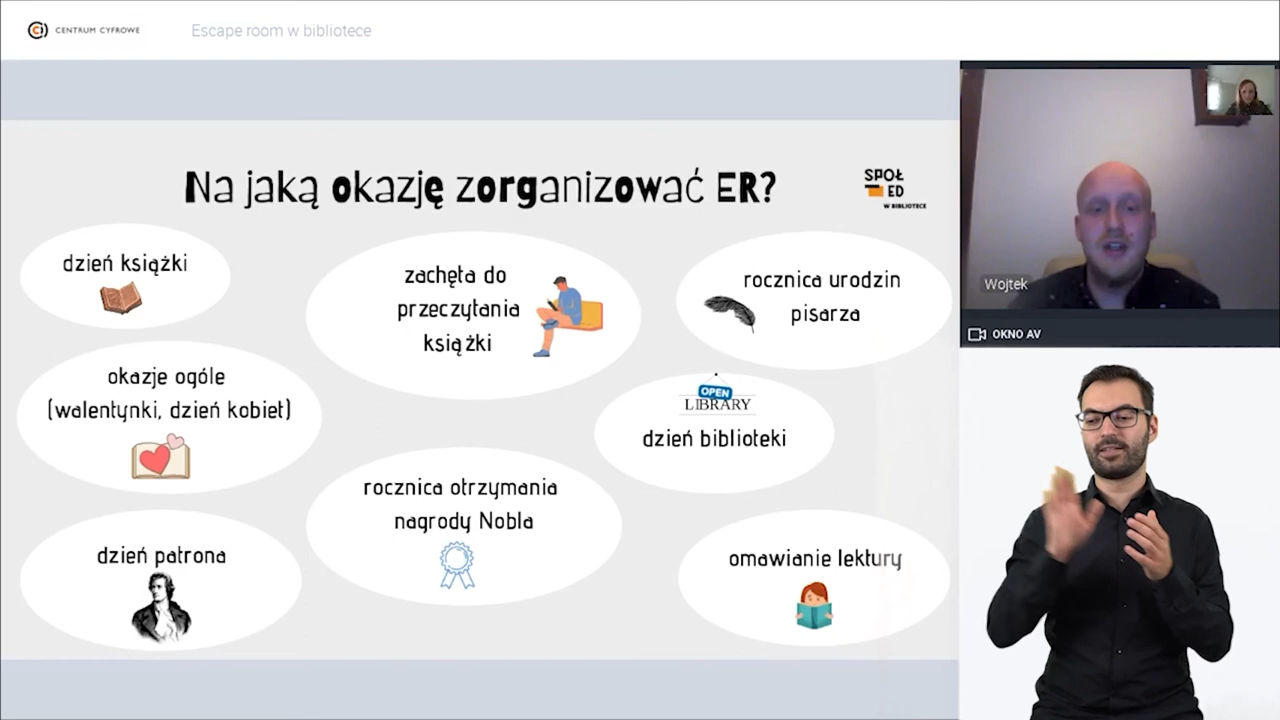 CENTRUM CYFROWE
Escape room w bibliotece
Na jaką okazję zorganizować ER?
SPOŁ
ED
W BIBLIOTECE
dzień książki
zachęta do
przeczytania
książki
rocznica urodzin
pisarza
okazje ogóle
(walentynki, dzień kobiet)
OPEN
LIBRARY
dzień biblioteki
rocznica otrzymania
nagrody Nobla
dzień patrona
omawianie lektury
Wojtek
OKNO AV